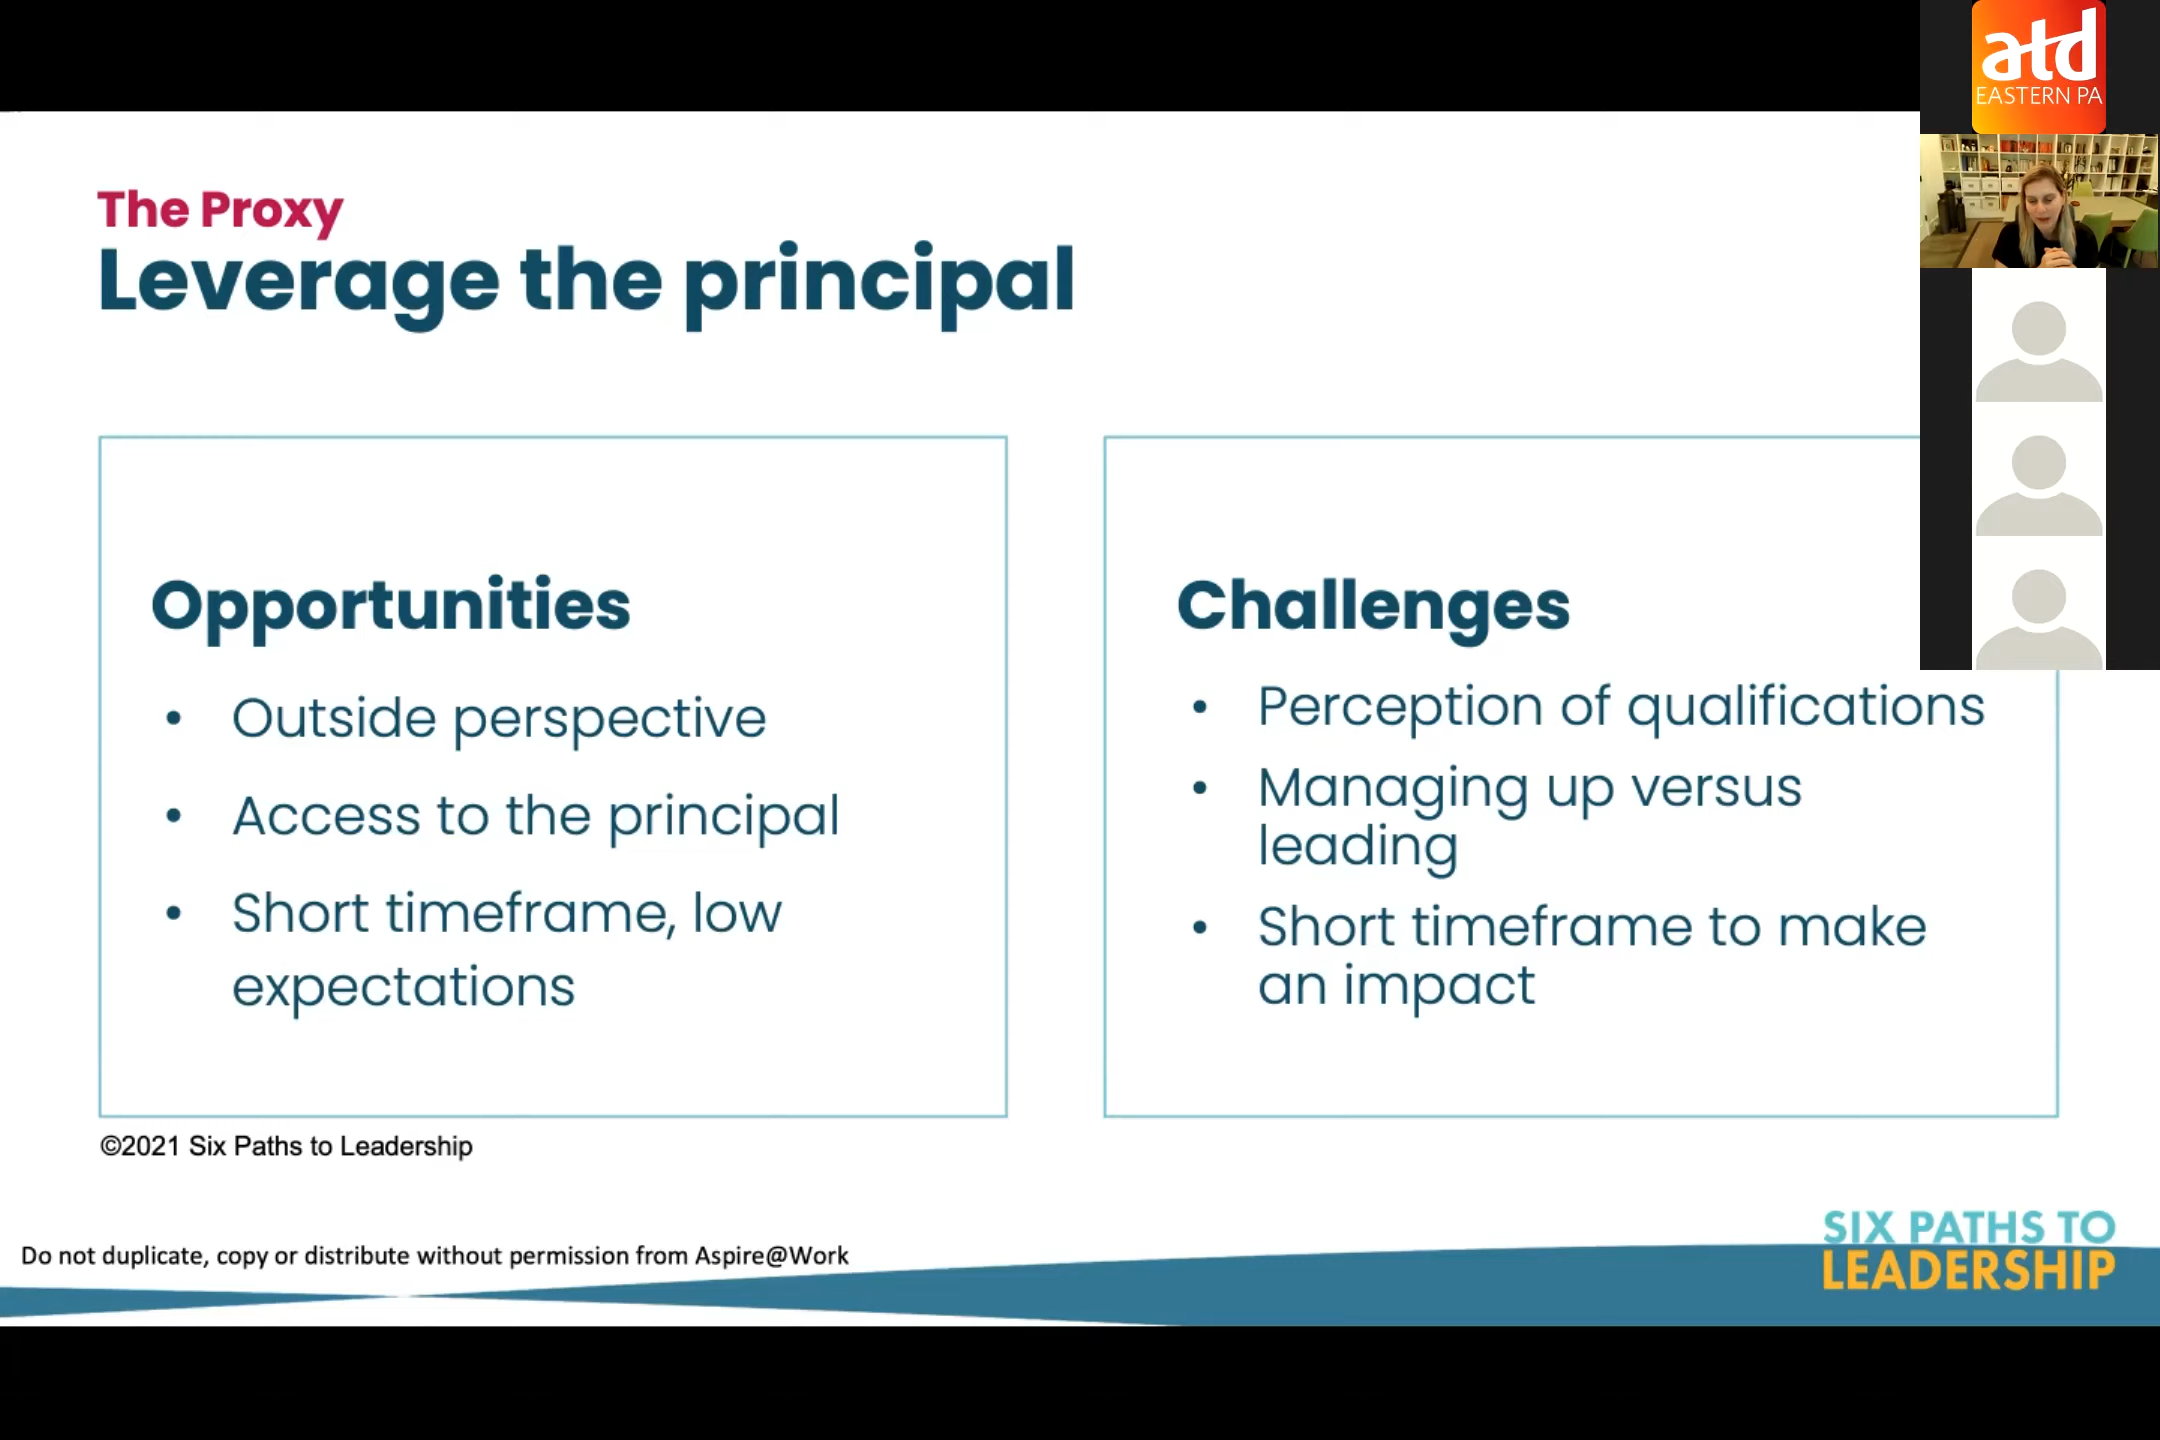 atd
EASTERN PA
The Proxy
Leverage the principal
Opportunities
• Outside perspective
• Access to the principal
• Short timeframe, low
expectations
Challenges
• Perception of qualifications
• Managing up versus
leading
• Short timeframe to make
an impact
©2021 Six Paths to Leadership
Do not duplicate, copy or distribute without permission from Aspire@Work
SIX PATHS TO
LEADERSHIP